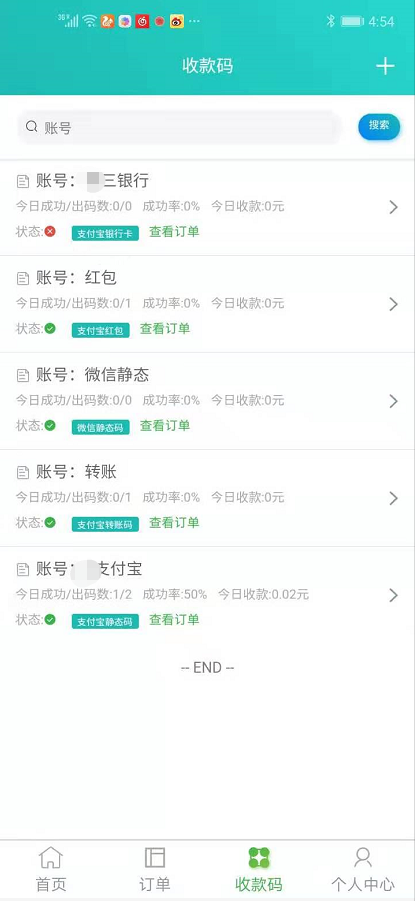 4:54
收款码
账号
搜索
账号： 三银行
今日成功/出码数:0/0 成功率:0% 今日收款:0元
状态: 支付宝银行卡 查看订单
账号：红包
今日成功/出码数:0/1 成功率:0% 今日收款:0元
状态: 支付宝红包 查看订单
账号：微信静态
今日成功/出码数:0/0 成功率:0% 今日收款:0元
状态: 微信静态码 查看订单
账号：转账
今日成功/出码数:0/1 成功率:0% 今日收款:0元
状态: 支付宝转账码 查看订单
账号： 支付宝
今日成功/出码数:1/2 成功率:50% 今日收款:0.02元
状态: 支付宝静态码 查看订单
-- END --
首页 订单 收款码 个人中心